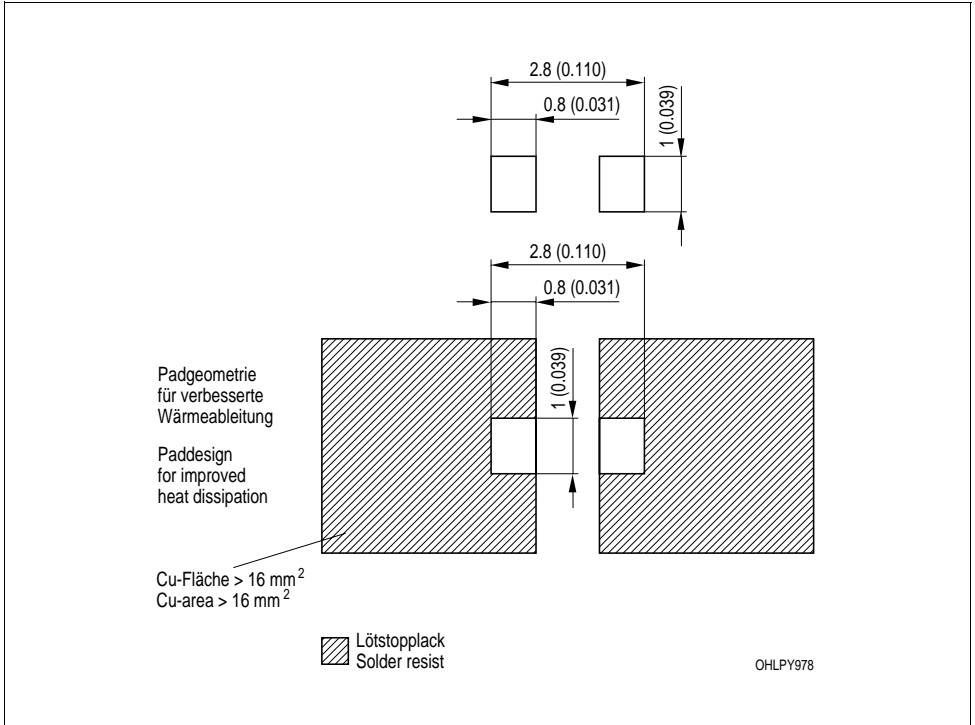 2.8 (0.110)
0.8 (0.031)
1 (0.039)
2.8 (0.110)
0.8 (0.031)
1 (0.039)
Padgeometrie
für verbesserte
Wärmeableitung
Paddesign
for improved
heat dissipation
Cu-Fläche > 16 mm²
Cu-area > 16 mm²
Lötstopplack
Solder resist
OHLPY978